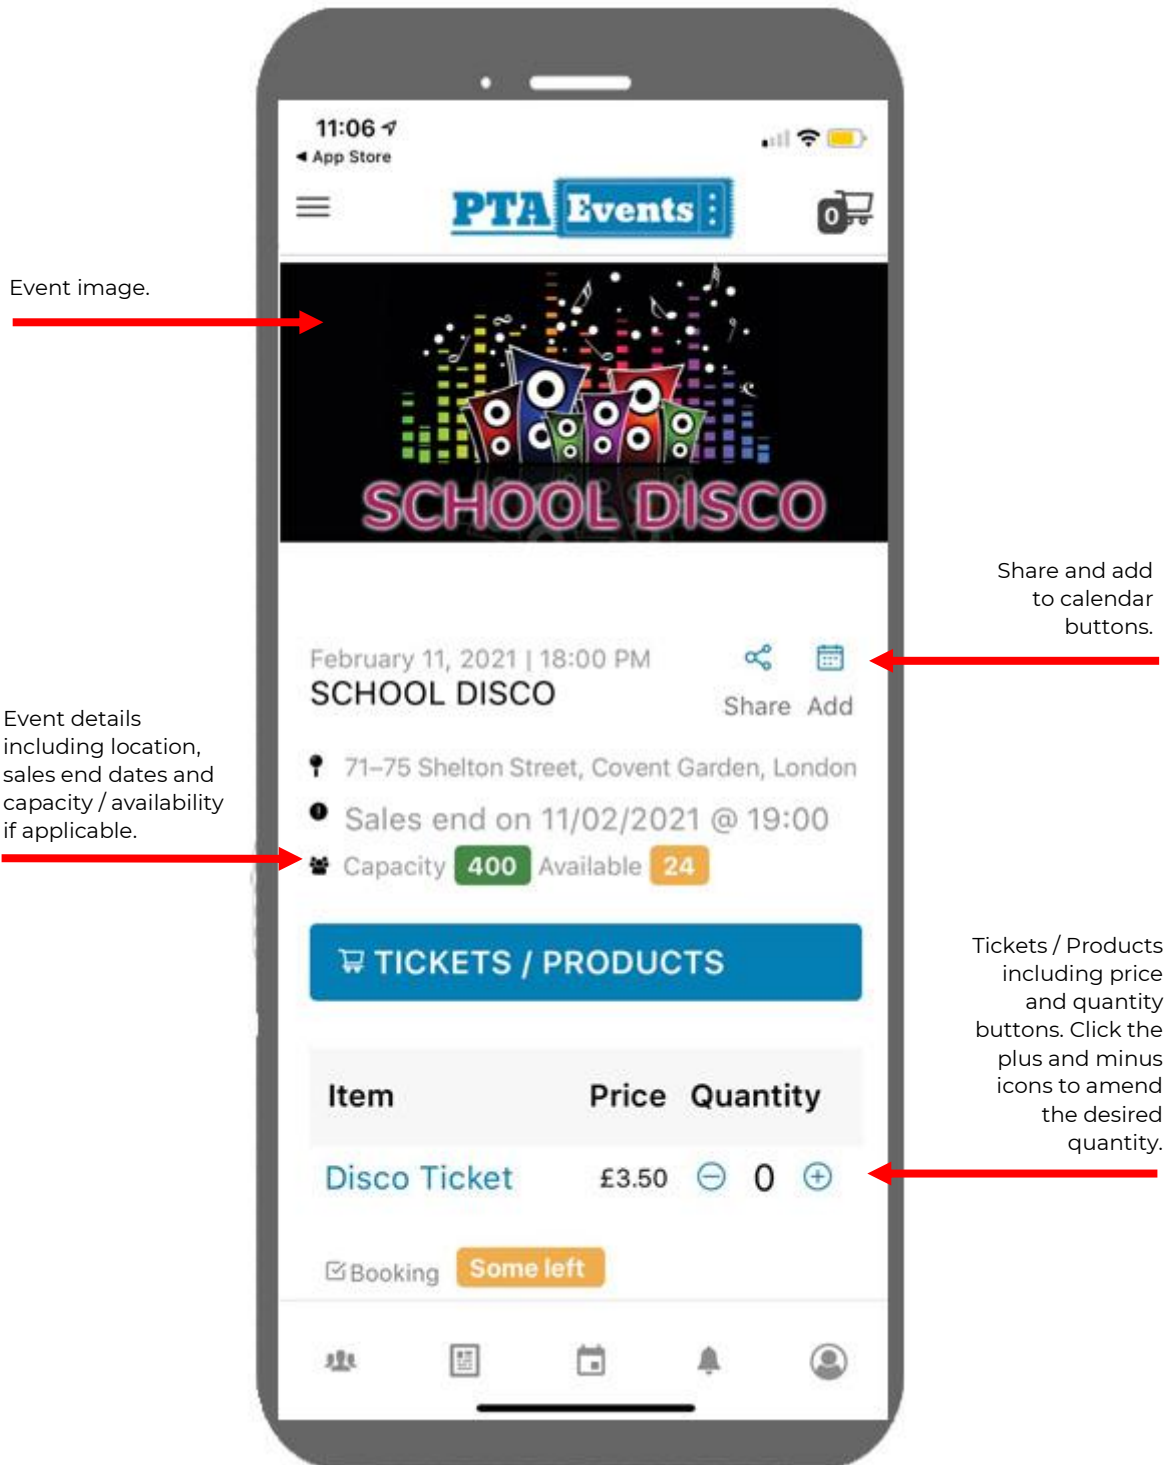 11:06
App Store
PTA Events
0
Event image.
SCHOOL DISCO
Share and add
to calendar
buttons.
February 11, 2021 | 18:00 PM
SCHOOL DISCO
Share Add
Event details
including location,
sales end dates and
capacity / availability
if applicable.
71–75 Shelton Street, Covent Garden, London
Sales end on 11/02/2021 @ 19:00
Capacity 400 Available 24
TICKETS / PRODUCTS
Tickets / Products
including price
and quantity
buttons. Click the
plus and minus
icons to amend
the desired
quantity.
Item Price Quantity
Disco Ticket £3.50 0
Booking Some left